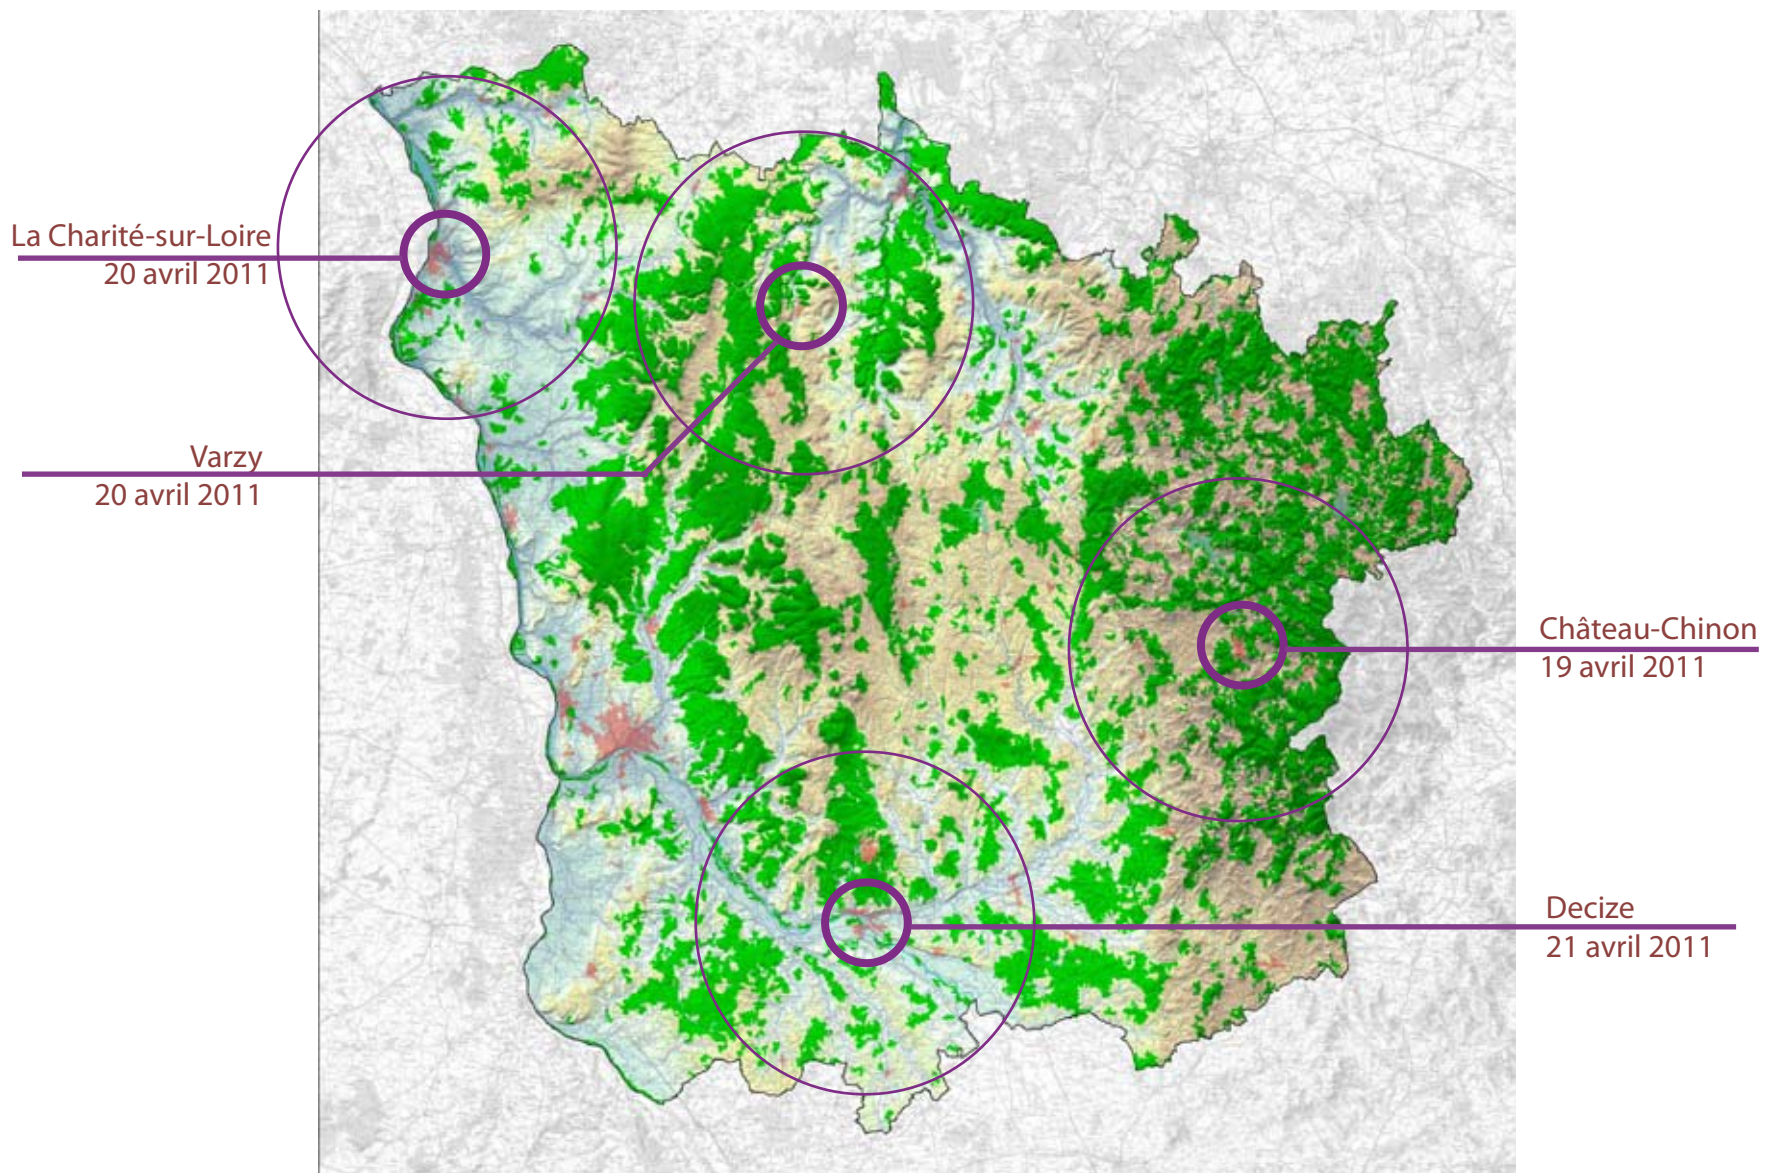 La Charité-sur-Loire
20 avril 2011
Varzy
20 avril 2011
Château-Chinon
19 avril 2011
Decize
21 avril 2011